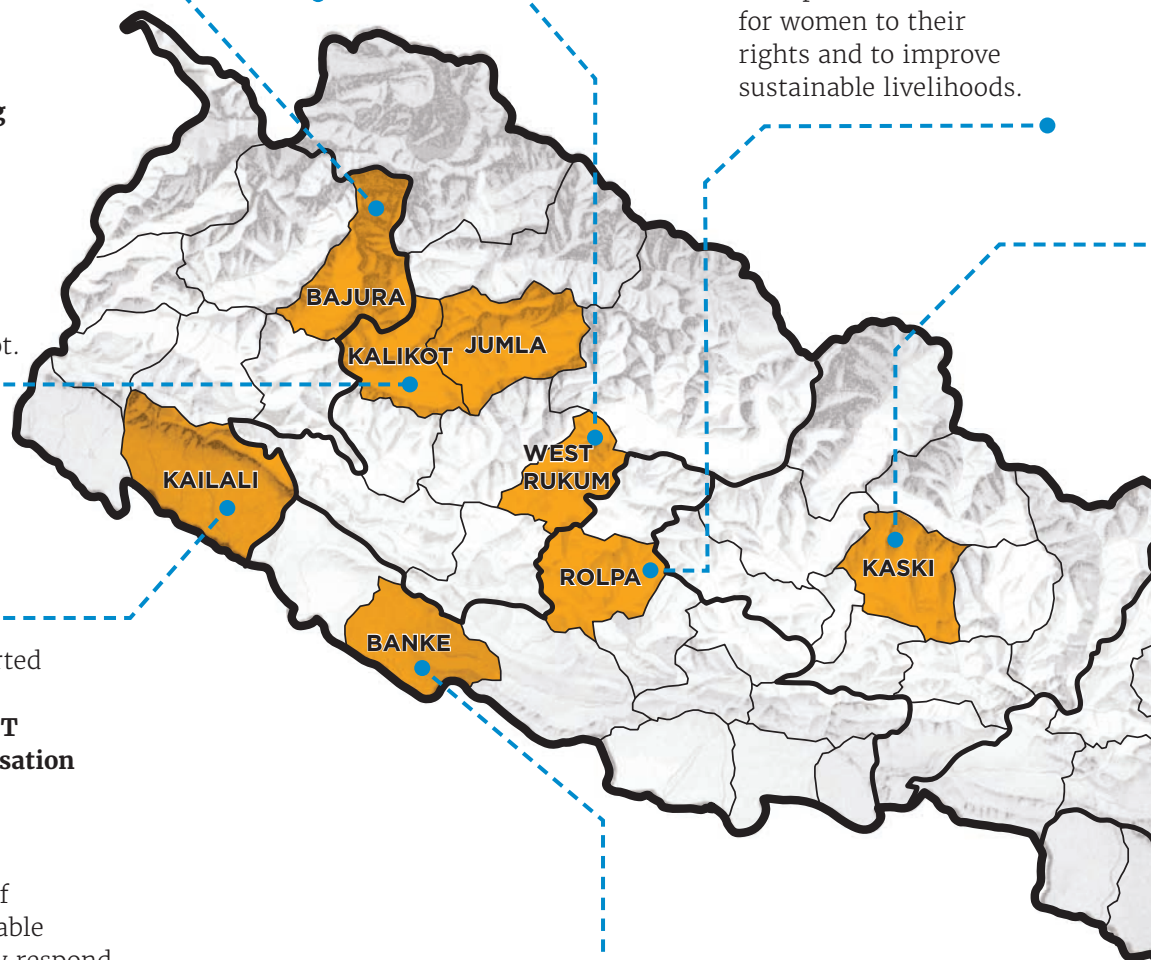 for women to their
rights and to improve
sustainable livelihoods.
BAJURA
KALIKOT
JUMLA
WEST
RUKUM
KAILALI
ROLPA
KASKI
BANKE